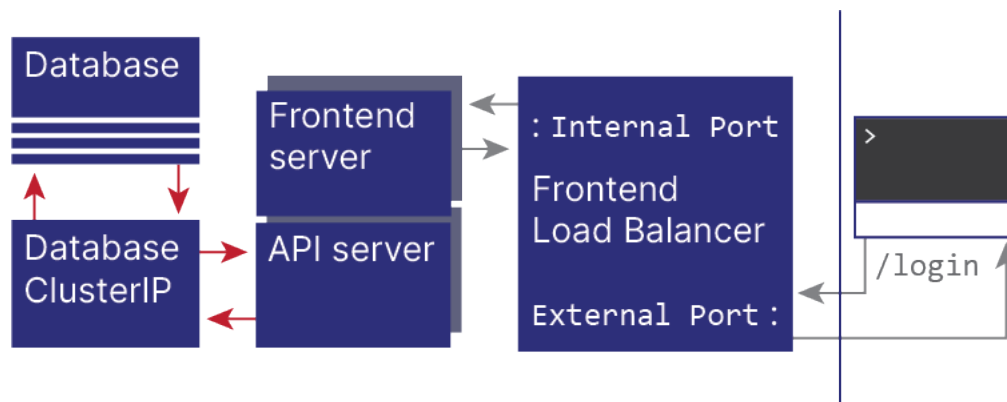 Database
Database
ClusterIP
Frontend
server
API server
: Internal Port
Frontend
Load Balancer
External Port :
>
/login